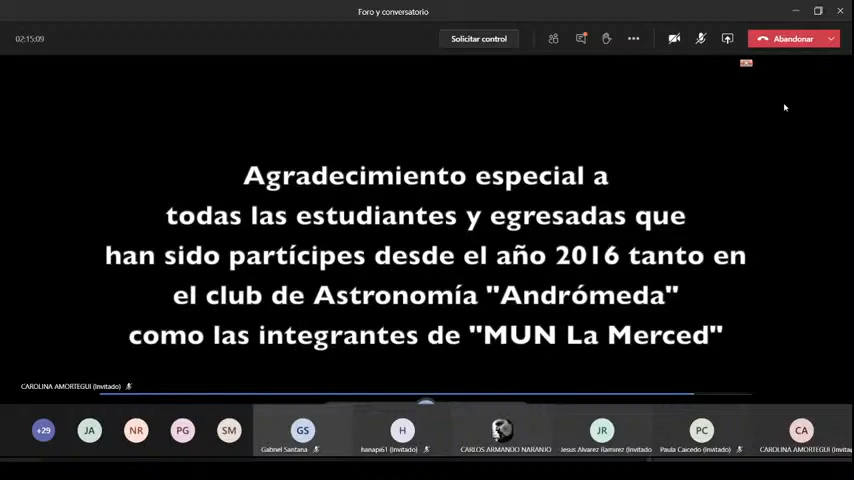 Foro y conversatorio
02:15:09
Solicitar control
Abandonar
Agradecimiento especial a
todas las estudiantes y egresadas que
han sido partícipes desde el año 2016 tanto en
el club de Astronomía "Andrómeda"
como las integrantes de "MUN La Merced"
CAROLINA AMORTEGUI (Invitado)
+29
JA
NR
PG
SM
GS
H
JR
PC
CA
Gabriel Santana
hanapi61 (Invitado)
CARLOS ARMANDO NARANJO
Jesus Alvarez Ramirez (Invitado
Paula Caicedo (Invitado)
CAROLINA AMORTEGUI (Invita